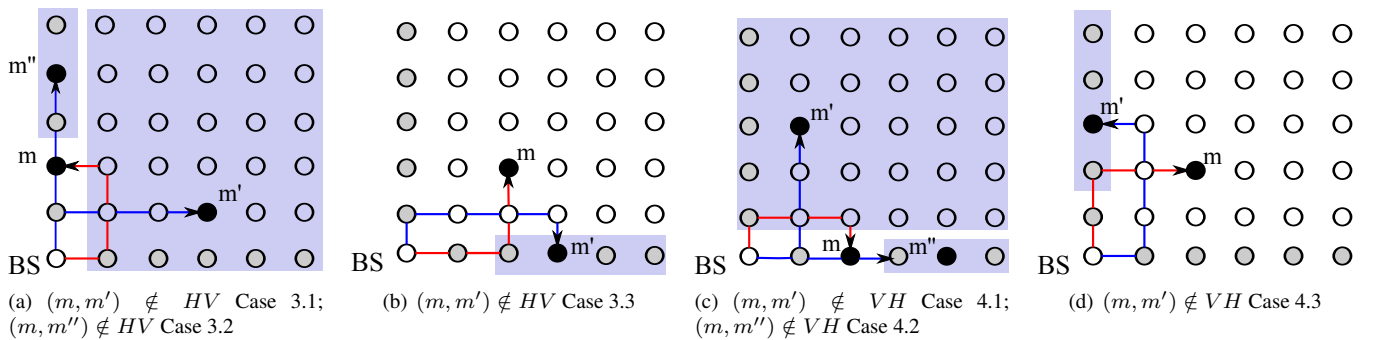 m''
m
m'
BS
(a) (m, m') ∉ HV Case 3.1;
(m, m'') ∉ HV Case 3.2
m
m'
BS
(b) (m, m') ∉ HV Case 3.3
m'
m
m''
BS
(c) (m, m') ∉ VH Case 4.1;
(m, m'') ∉ VH Case 4.2
m'
m
BS
(d) (m, m') ∉ VH Case 4.3